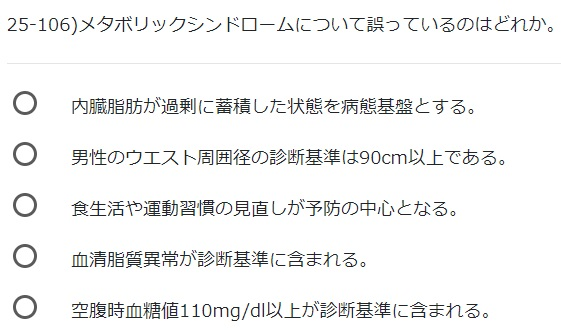 25-106)メタボリックシンドロームについて誤っているのはどれか。
内臓脂肪が過剰に蓄積した状態を病態基盤とする。
男性のウエスト周囲径の診断基準は90cm以上である。
食生活や運動習慣の見直しが予防の中心となる。
血清脂質異常が診断基準に含まれる。
空腹時血糖値110mg/dl以上が診断基準に含まれる。